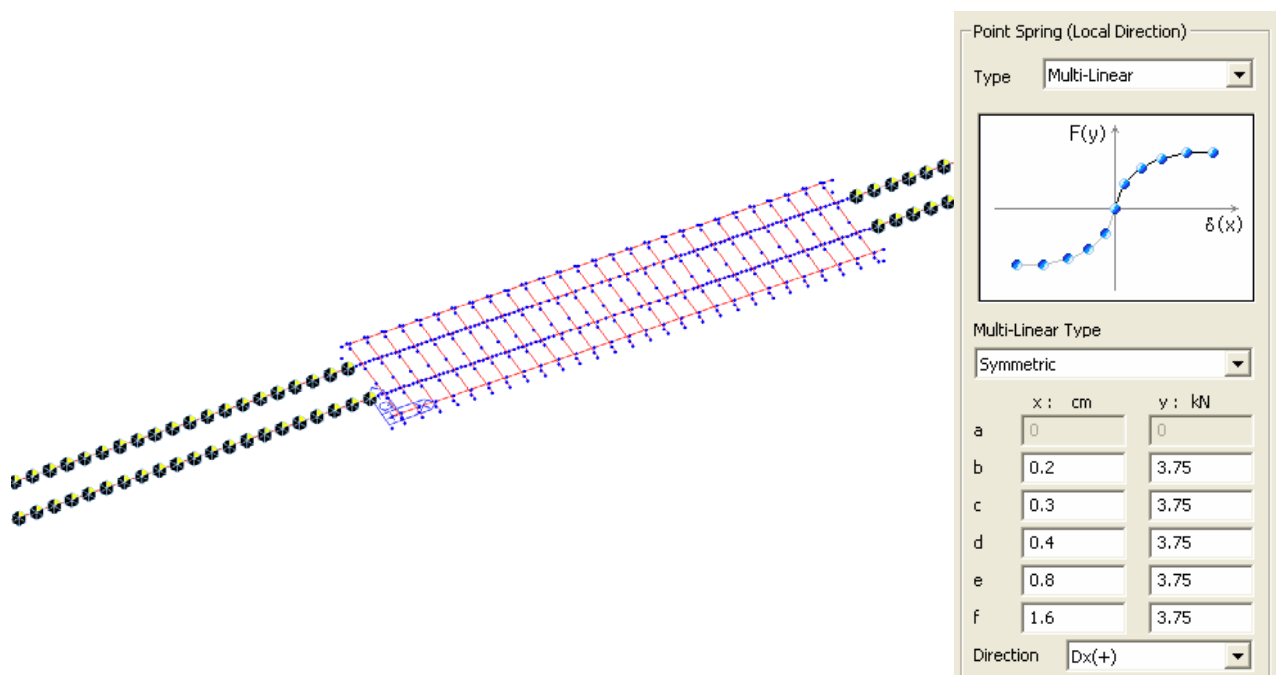 Point Spring (Local Direction)
Type Multi-Linear
F(y)
δ(x)
Multi-Linear Type
Symmetric
x : cm y : kN
a 0 0
b 0.2 3.75
c 0.3 3.75
d 0.4 3.75
e 0.8 3.75
f 1.6 3.75
Direction Dx(+)